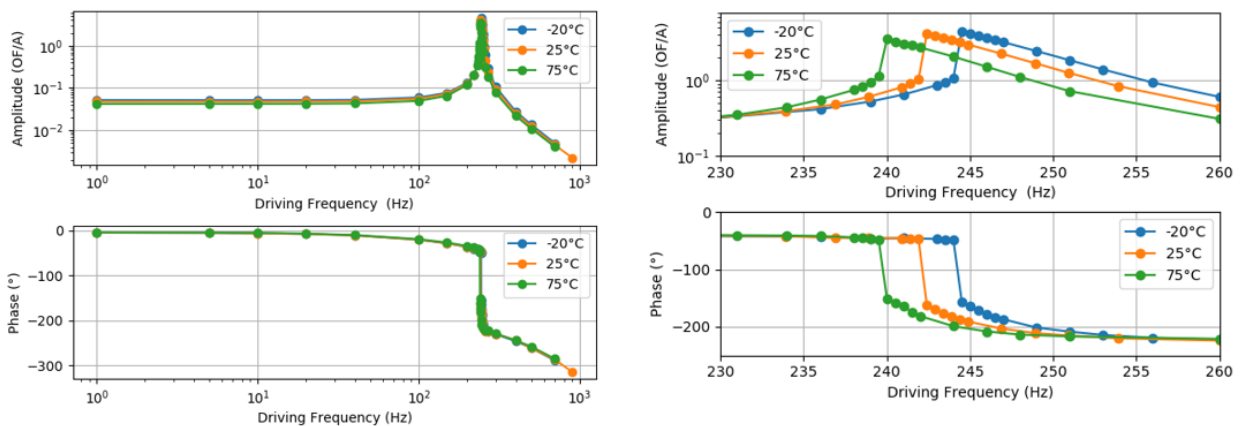 Amplitude (OF/A)
10⁰
10⁻¹
10⁻²
-20°C
25°C
75°C
10⁰
10¹
10²
10³
Driving Frequency (Hz)
Phase (°)
0
−100
−200
−300
-20°C
25°C
75°C
10⁰
10¹
10²
10³
Driving Frequency (Hz)
Amplitude (OF/A)
10⁰
10⁻¹
-20°C
25°C
75°C
230
235
240
245
250
255
260
Driving Frequency (Hz)
Phase (°)
0
−100
−200
-20°C
25°C
75°C
230
235
240
245
250
255
260
Driving Frequency (Hz)